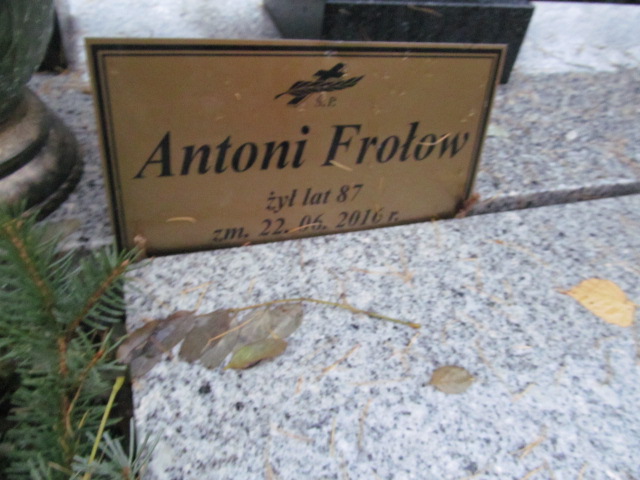 Ś.P.
Antoni Frołow
żył lat 87
zm. 22. 06. 2016 r.